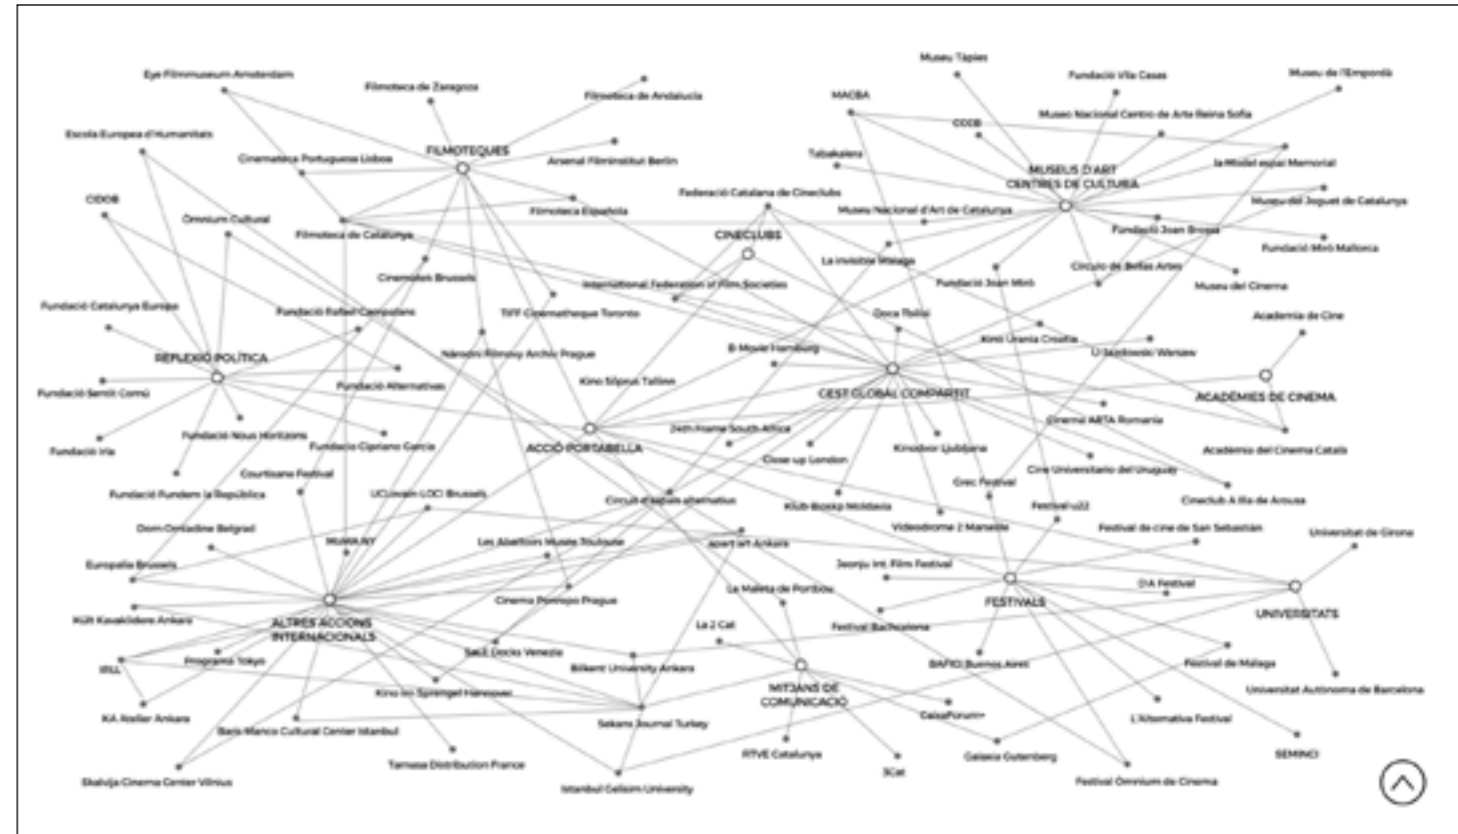 Museu Tàpies
Eye Filmmuseum Amsterdam
Fundació Vila Casas
Museu de l'Empordà
Filmoteca de Zaragoza
Filmoteca de Andalucía
MACBA
Museo Nacional Centro de Arte Reina Sofía
CCCB
Escola Europea d'Humanitats
FILMOTEQUES
Tabakalera
Cinemateca Portuguesa Lisboa
Arsenal Filminstitut Berlin
la Model espai Memorial
MUSEUS D'ART
CENTRES DE CULTURA
Federació Catalana de Cineclubs
CIDOB
Museu del Joguet de Catalunya
Òmnium Cultural
Filmoteca Española
Museu Nacional d'Art de Catalunya
Filmoteca de Catalunya
CINECLUBS
Fundació Joan Brossa
Fundació Miró Mallorca
La Invisible Málaga
Círculo de Bellas Artes
Cinematek Brussels
International Federation of Film Societies
Fundació Joan Miró
Museu del Cinema
Fundació Catalunya Europa
Fundació Rafael Campalans
TIFF Cinematheque Toronto
Doca Tbilisi
Academia de Cine
Kino Urania Croatia
B-Movie Hamburg
U-Jazdowski Warsaw
REFLEXIÓ POLÍTICA
Národní Filmový Archiv Prague
Kino Sõprus Tallinn
Fundació Sentit Comú
Fundació Alternativas
GEST GLOBAL COMPARTIT
ACADÈMIES DE CINEMA
Cinema ARTA Romania
24th Frame South Africa
Fundació Nous Horitzons
Fundació Cipriano García
ACCIÓ PORTABELLA
Kinodvor Ljubljana
Fundació Irla
Acadèmia del Cinema Català
Close up London
Cine Universitario del Uruguay
Courtisane Festival
Grec Festival
Fundació Fundem la República
UCLouvain-LOCI Brussels
Circuit d'espais alternatius
Klub Bioskop Moldavia
Festival u22
Cineclub A Illa de Arousa
Dom Omladine Belgrad
Videodrome 2 Marseille
Festival de cine de San Sebastián
Universitat de Girona
MoMA NY
Les Abattoirs Musée Toulouse
apart art Ankara
Europalia Brussels
Jeonju Int. Film Festival
D'A Festival
La Maleta de Portbou
Cinema Ponrepo Prague
FESTIVALS
UNIVERSITATS
Kült Kavaklidere Ankara
ALTRES ACCIONS
INTERNACIONALS
La 2 Cat
Festival Bachcelona
SaLE Docks Venezia
Programa Tokyo
Bilkent University Ankara
BAFICI Buenos Aires
Festival de Málaga
Kino im Sprengel Hannover
MITJANS DE
COMUNICACIÓ
Universitat Autònoma de Barcelona
KA Atelier Ankara
Sekans Journal Turkey
CaixaForum+
L'Alternativa Festival
Baris Manco Cultural Center Istanbul
RTVE Catalunya
Galaxia Gutenberg
SEMINCI
Tamasa Distribution France
3Cat
Skalvija Cinema Center Vilnius
Istanbul Gelisim University
Festival Òmnium de Cinema